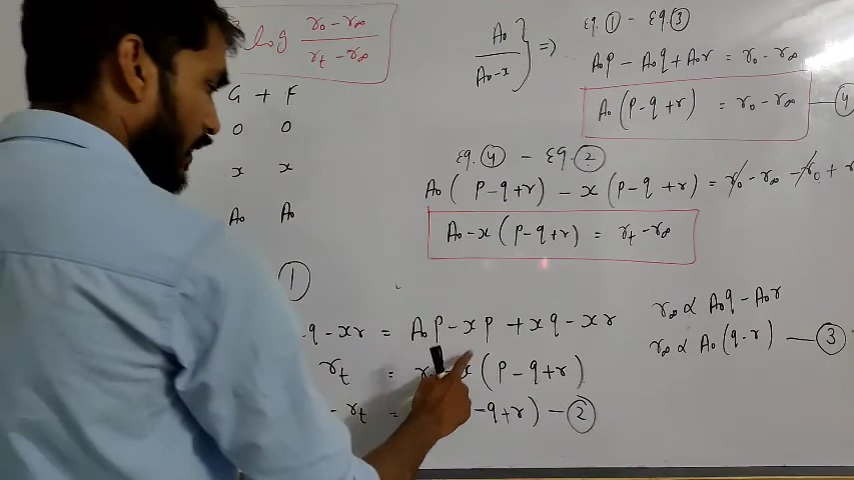 log r₀ - r∞ / rₜ - r∞
G + F
0 0
x x
A₀ A₀
①
-q - xr = A₀p - xp + xq - xr
rₜ = x (p - q + r)
- rₜ = -q + r) — ②
A₀ / A₀ - x } ⇒
Eq. ① - Eq. ③
A₀p - A₀q + A₀r = r₀ - r∞
A₀ (p - q + r) = r₀ - r∞ — ④
Eq. ④ - Eq. ②
A₀ ( p - q + r) - x (p - q + r) = r₀ - r∞ - r₀ +
A₀ - x (p - q + r) = rₜ - r∞
r∞ ∝ A₀q - A₀r
r∞ ∝ A₀ (q - r) — ③